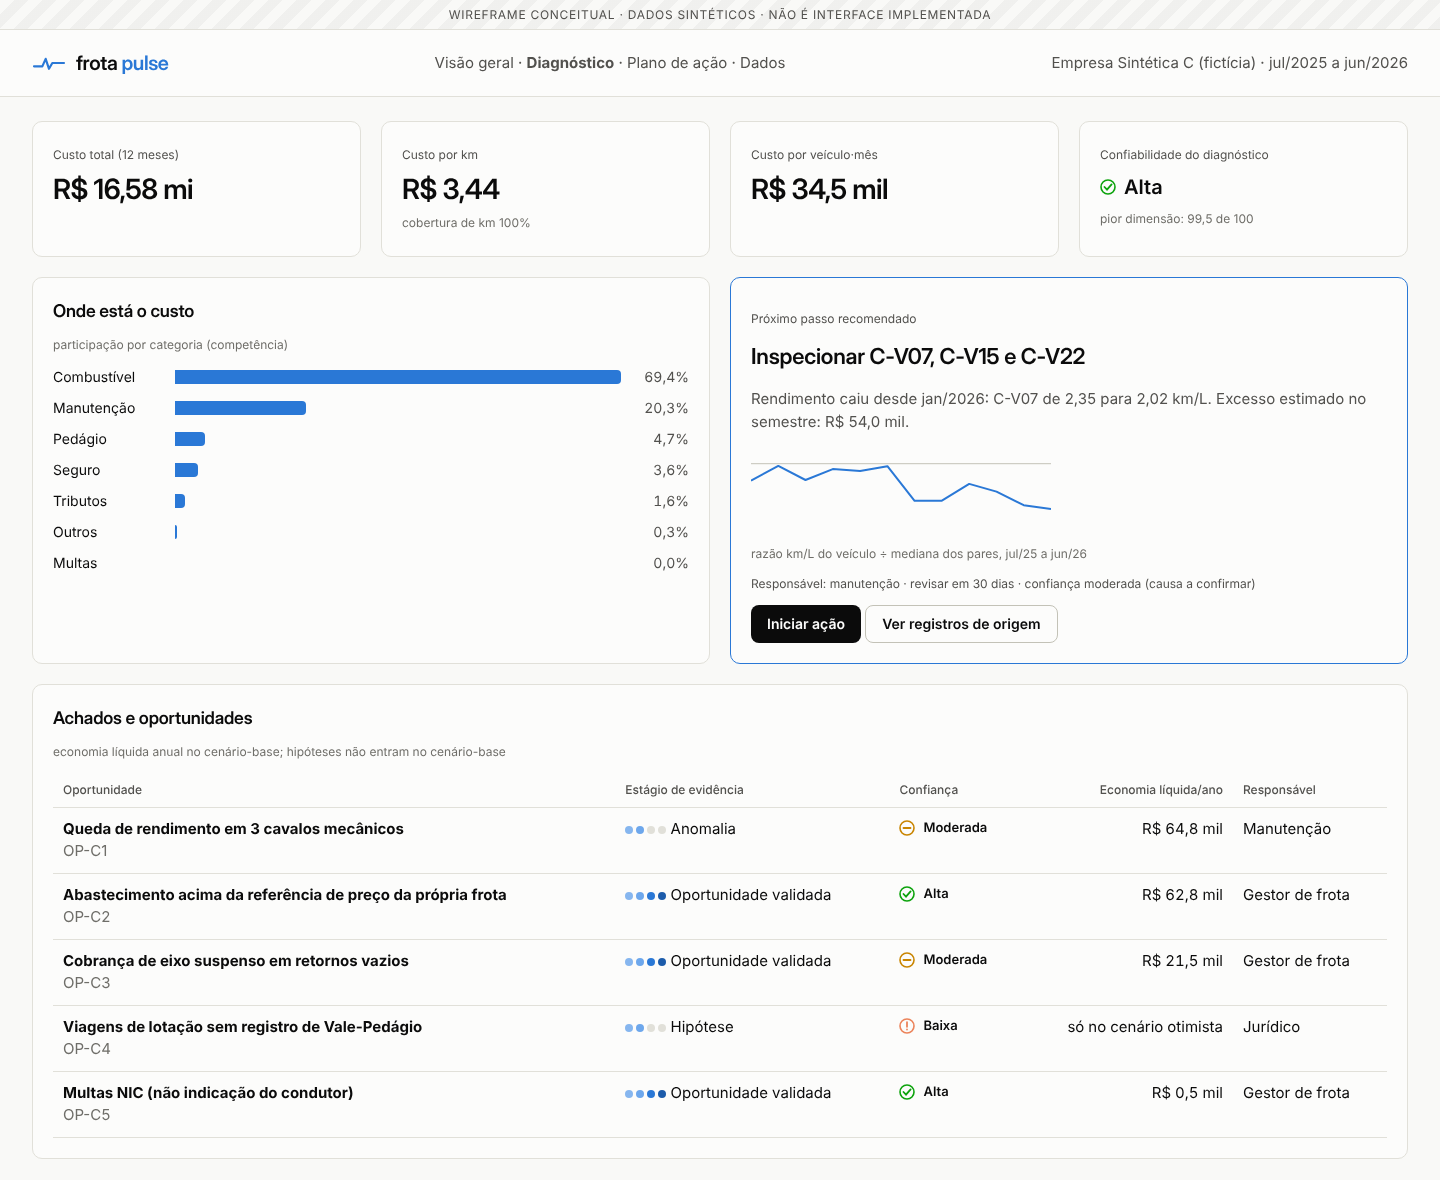 WIREFRAME CONCEITUAL · DADOS SINTÉTICOS · NÃO É INTERFACE IMPLEMENTADA
frota pulse
Visão geral · Diagnóstico · Plano de ação · Dados
Empresa Sintética C (fictícia) · jul/2025 a jun/2026
Custo total (12 meses)
R$ 16,58 mi
Custo por km
R$ 3,44
cobertura de km 100%
Custo por veículo·mês
R$ 34,5 mil
Confiabilidade do diagnóstico
Alta
pior dimensão: 99,5 de 100
Onde está o custo
participação por categoria (competência)
Combustível 69,4%
Manutenção 20,3%
Pedágio 4,7%
Seguro 3,6%
Tributos 1,6%
Outros 0,3%
Multas 0,0%
Próximo passo recomendado
Inspecionar C-V07, C-V15 e C-V22
Rendimento caiu desde jan/2026: C-V07 de 2,35 para 2,02 km/L. Excesso estimado no
semestre: R$ 54,0 mil.
razão km/L do veículo ÷ mediana dos pares, jul/25 a jun/26
Responsável: manutenção · revisar em 30 dias · confiança moderada (causa a confirmar)
Iniciar ação
Ver registros de origem
Achados e oportunidades
economia líquida anual no cenário-base; hipóteses não entram no cenário-base
Oportunidade Estágio de evidência Confiança Economia líquida/ano Responsável
Queda de rendimento em 3 cavalos mecânicos Anomalia Moderada R$ 64,8 mil Manutenção
OP-C1
Abastecimento acima da referência de preço da própria frota Oportunidade validada Alta R$ 62,8 mil Gestor de frota
OP-C2
Cobrança de eixo suspenso em retornos vazios Oportunidade validada Moderada R$ 21,5 mil Gestor de frota
OP-C3
Viagens de lotação sem registro de Vale-Pedágio Hipótese Baixa só no cenário otimista Jurídico
OP-C4
Multas NIC (não indicação do condutor) Oportunidade validada Alta R$ 0,5 mil Gestor de frota
OP-C5